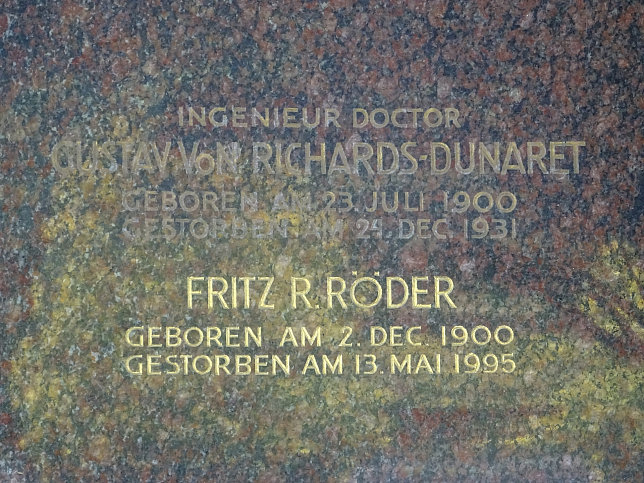 INGENIEUR DOCTOR
GUSTAV VON RICHARDS-DUNARET
GEBOREN AM 23. JULI 1900
GESTORBEN AM 24. DEC. 1931
FRITZ R. RÖDER
GEBOREN AM 2. DEC. 1900
GESTORBEN AM 13. MAI 1995